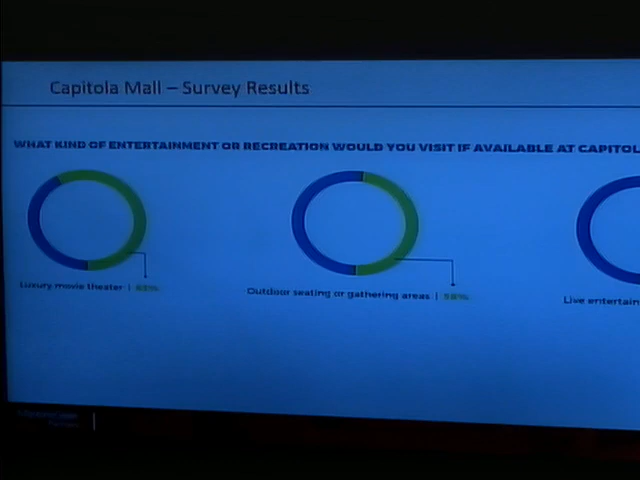 Capitola Mall – Survey Results
WHAT KIND OF ENTERTAINMENT OR RECREATION WOULD YOU VISIT IF AVAILABLE AT CAPITOL
Luxury movie theater |
Outdoor seating or gathering areas |
Live entertain